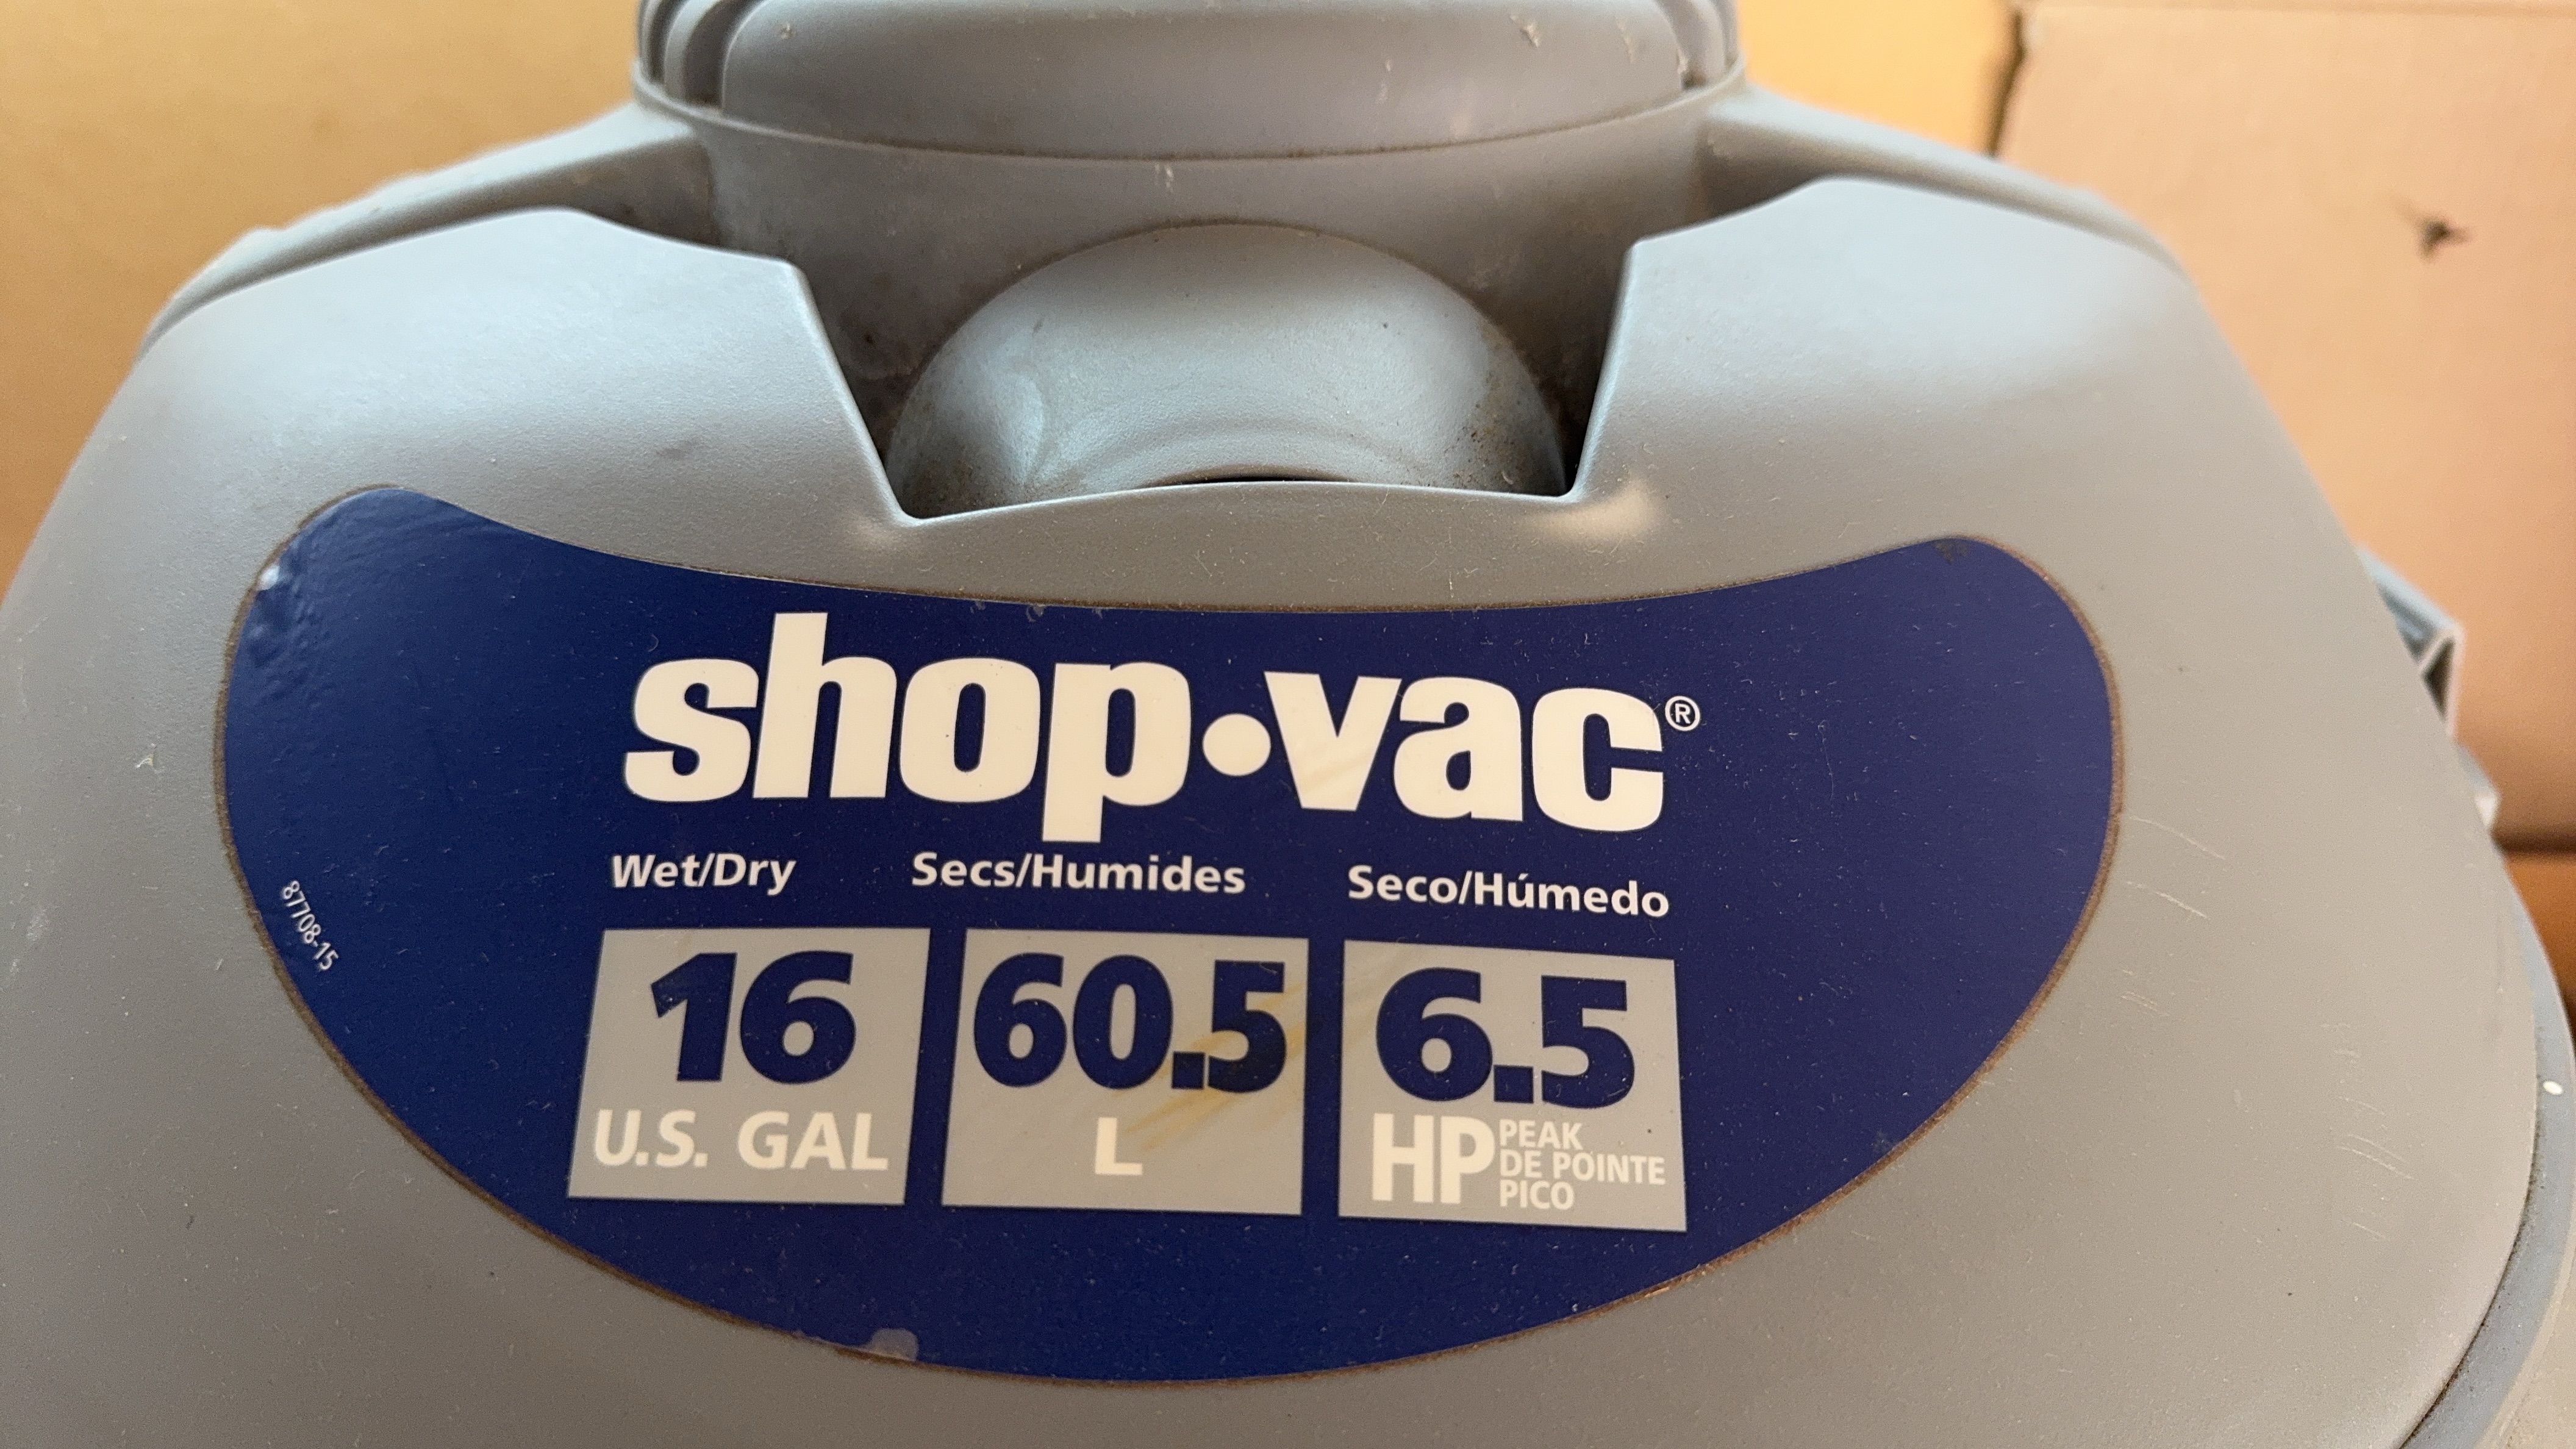 shop•vac®
Wet/Dry Secs/Humides Seco/Húmedo
16 60.5 6.5
U.S. GAL L HP PEAK
DE POINTE
PICO
87708-15